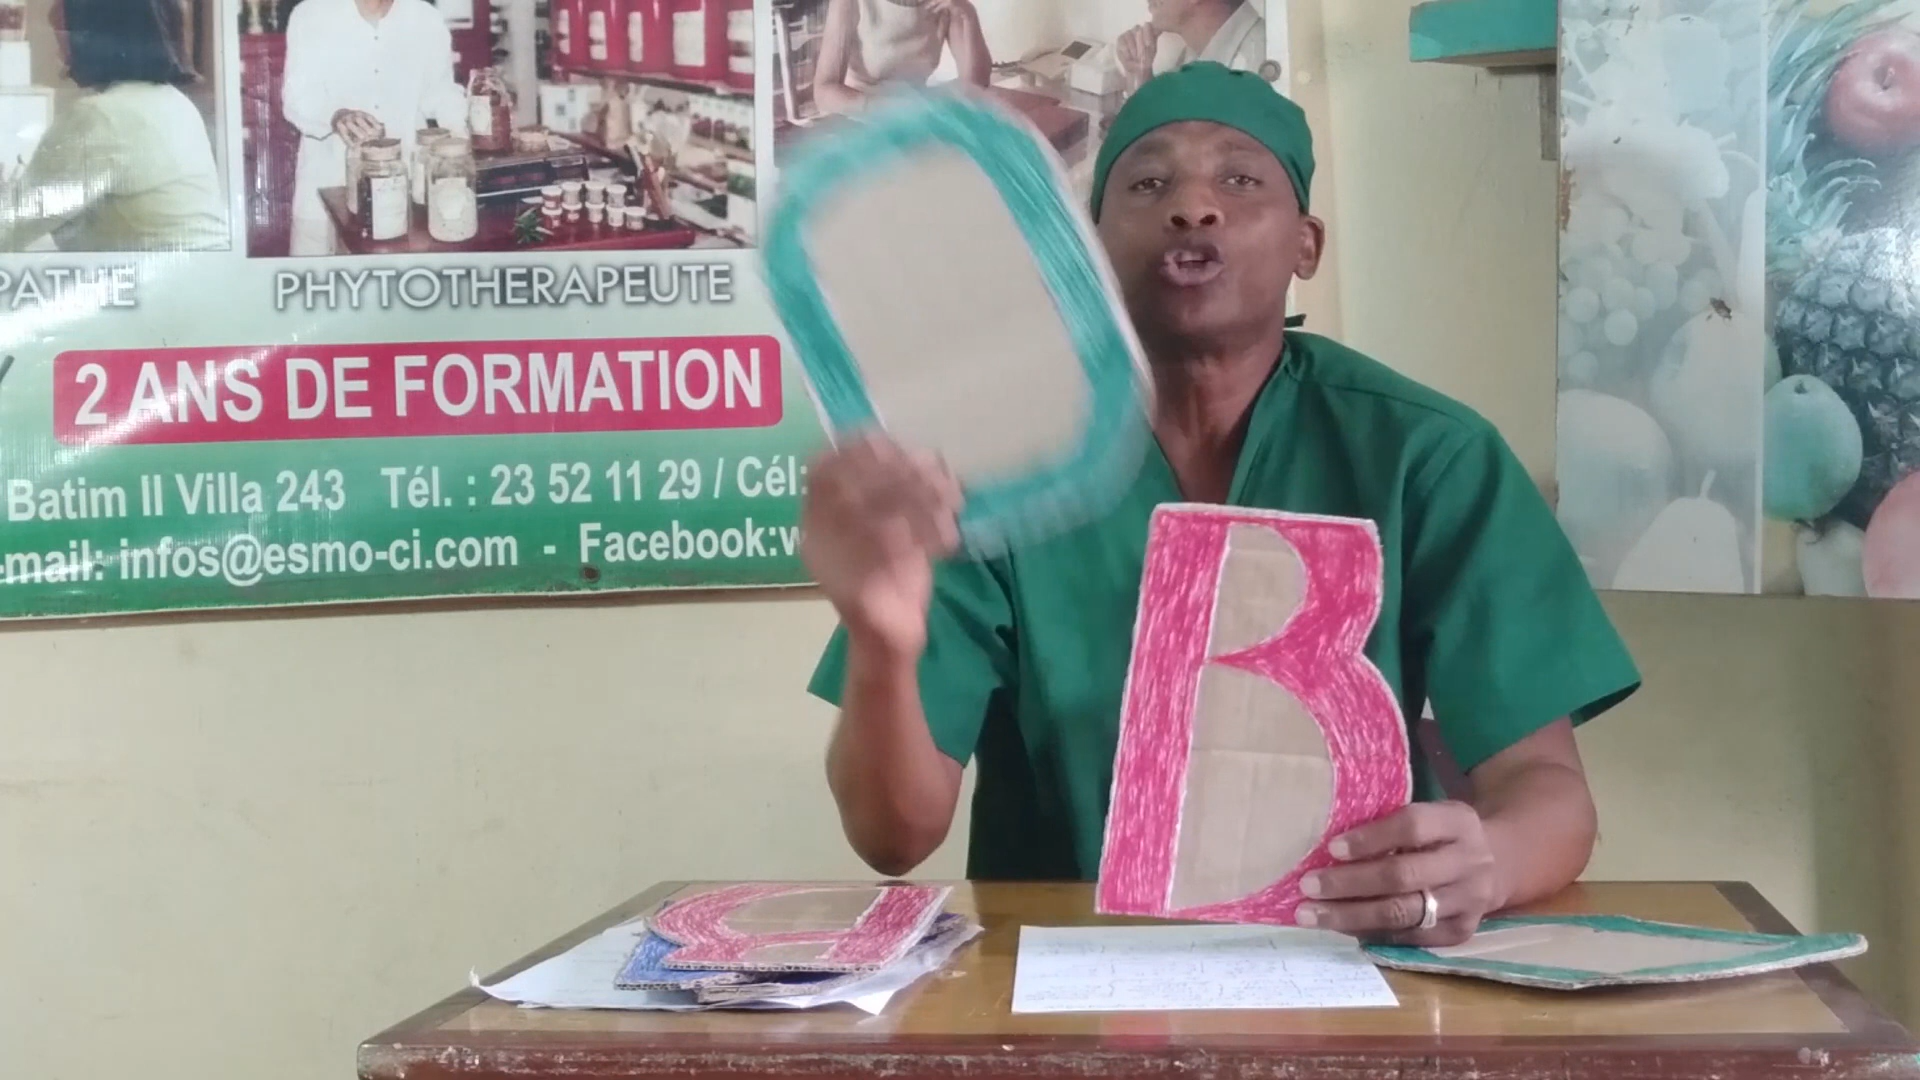 PATHE
PHYTOTHERAPEUTE
2 ANS DE FORMATION
Batim II Villa 243 Tél. : 23 52 11 29 / Cél:
-mail: infos@esmo-ci.com - Facebook:w
O
B